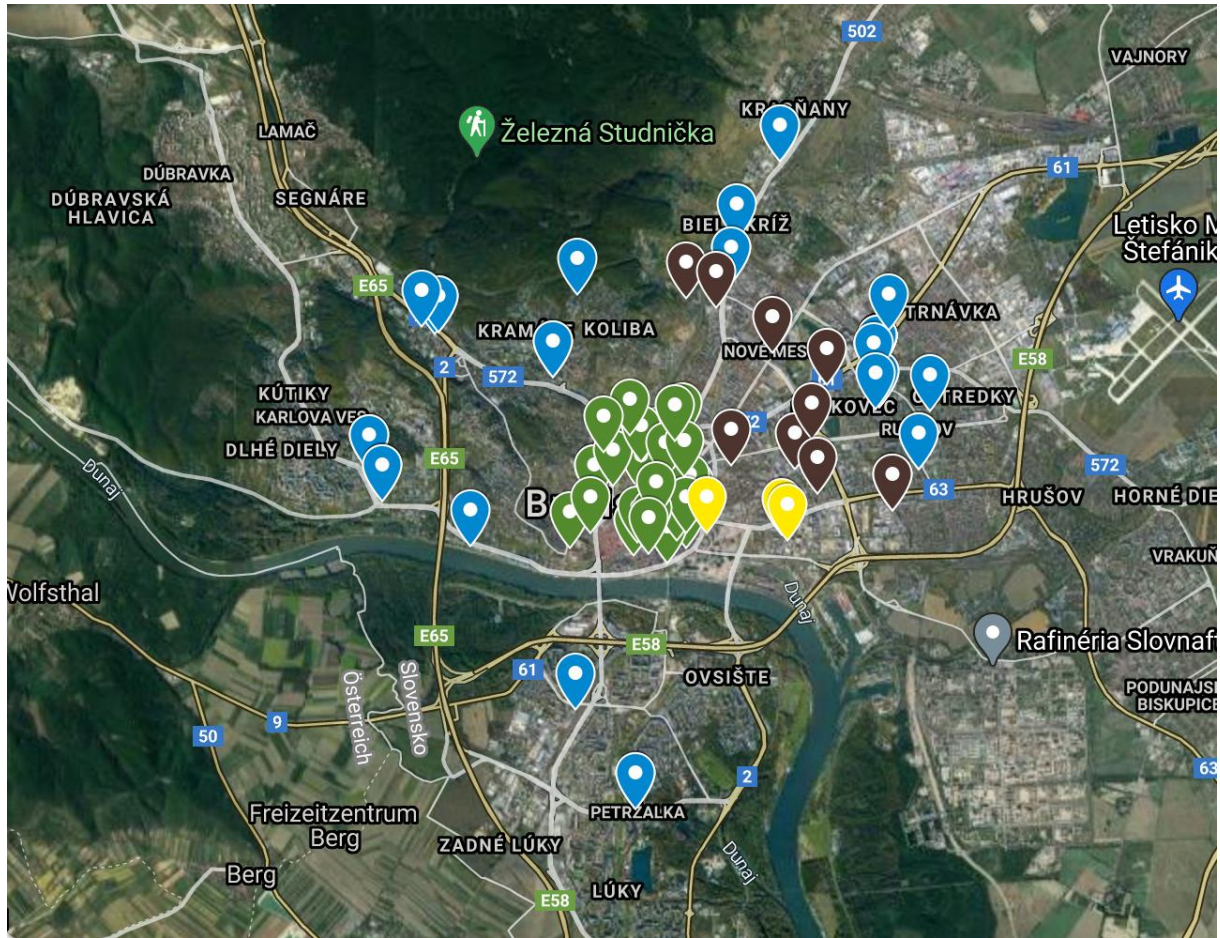 502
VAJNORY
KRASŇANY
LAMAČ
Železná Studnička
61
DÚBRAVKA
DÚBRAVSKÁ
HLAVICA
SEGNÁRE
Letisko M
Štefánik
E65
TRNÁVKA
KOLIBA
E58
2
572
KÚTIKY
KARLOVA VES
DLHÉ DIELY
E65
572
63
HRUŠOV
HORNÉ DIE
Dunaj
VRAKUŇ
Wolfsthal
Dunaj
E65
E58
Rafinéria Slovnaft
61
OVSIŠTE
Slovensko
Österreich
PODUNAJSK
BISKUPICE
9
50
63
2
Freizeitzentrum
Berg
PETRŽALKA
ZADNÉ LÚKY
Dunaj
Berg
LÚKY
E58